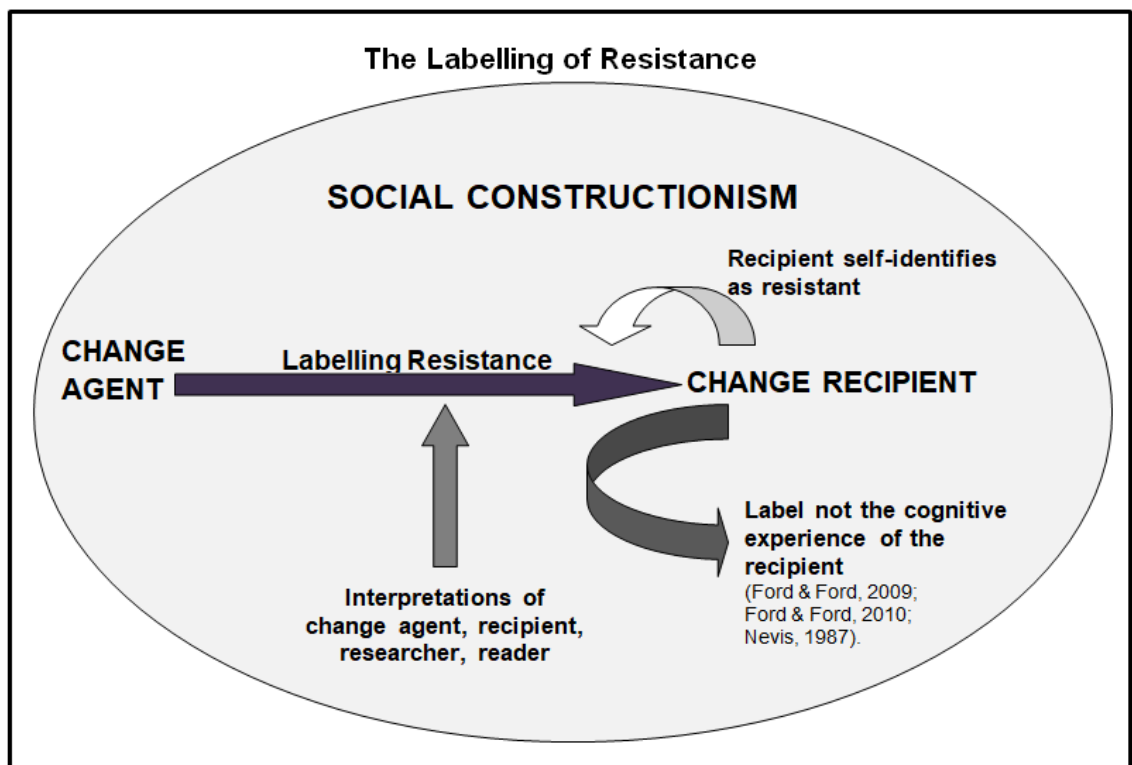 The Labelling of Resistance
SOCIAL CONSTRUCTIONISM
Recipient self-identifies
as resistant
CHANGE
AGENT
Labelling Resistance
CHANGE RECIPIENT
Label not the cognitive
experience of the
recipient
(Ford & Ford, 2009;
Ford & Ford, 2010;
Nevis, 1987).
Interpretations of
change agent, recipient,
researcher, reader